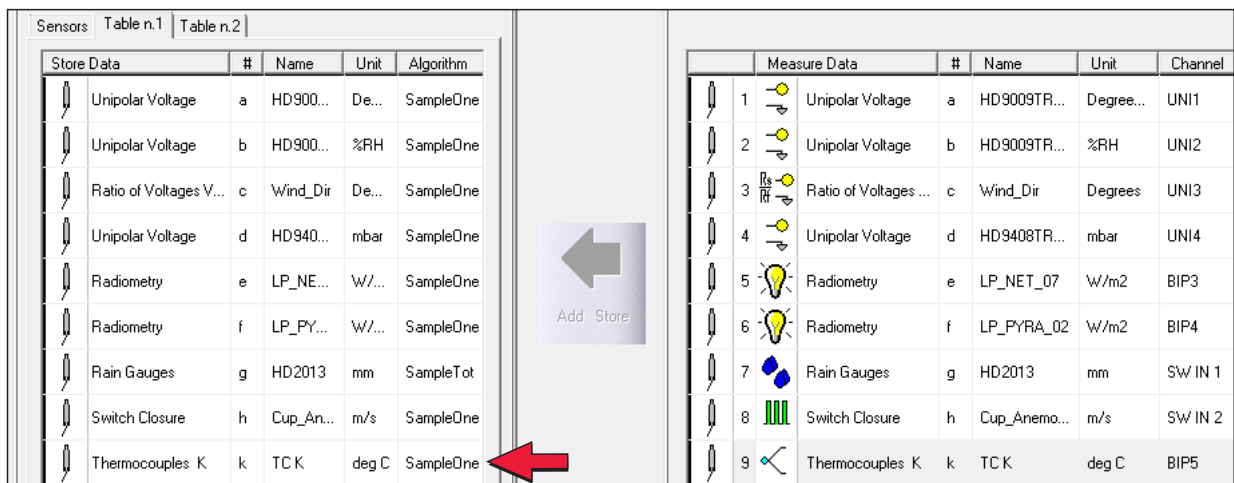 Sensors Table n.1 Table n.2
Store Data # Name Unit Algorithm
Unipolar Voltage a HD900... De... SampleOne
Unipolar Voltage b HD900... %RH SampleOne
Ratio of Voltages V... c Wind_Dir De... SampleOne
Unipolar Voltage d HD940... mbar SampleOne
Radiometry e LP_NE... W/... SampleOne
Radiometry f LP_PY... W/... SampleOne
Rain Gauges g HD2013 mm SampleTot
Switch Closure h Cup_An... m/s SampleOne
Thermocouples K k TC K deg C SampleOne
Add Store
Measure Data # Name Unit Channel
1 Unipolar Voltage a HD9009TR... Degree... UNI1
2 Unipolar Voltage b HD9009TR... %RH UNI2
3 Rs Rf Ratio of Voltages ... c Wind_Dir Degrees UNI3
4 Unipolar Voltage d HD9408TR... mbar UNI4
5 Radiometry e LP_NET_07 W/m2 BIP3
6 Radiometry f LP_PYRA_02 W/m2 BIP4
7 Rain Gauges g HD2013 mm SW IN 1
8 Switch Closure h Cup_Anemo... m/s SW IN 2
9 Thermocouples K k TC K deg C BIP5